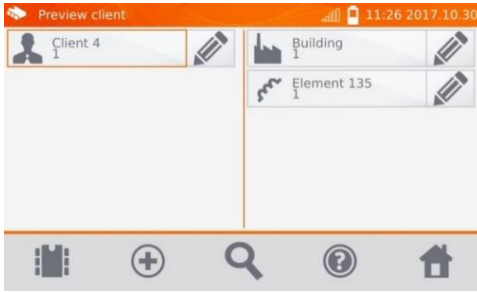 Preview client
11:26 2017.10.30
Client 4
1
Building
1
Element 135
1